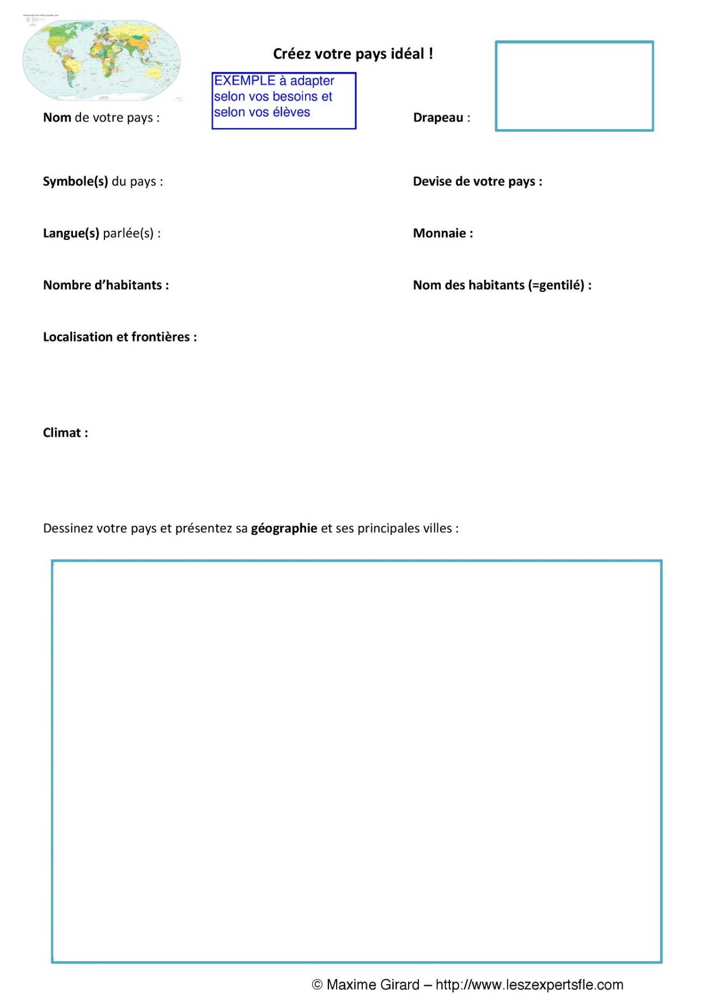 Créez votre pays idéal !
EXEMPLE à adapter
selon vos besoins et
selon vos élèves
Nom de votre pays :
Drapeau :
Symbole(s) du pays :
Devise de votre pays :
Langue(s) parlée(s) :
Monnaie :
Nombre d’habitants :
Nom des habitants (=gentilé) :
Localisation et frontières :
Climat :
Dessinez votre pays et présentez sa géographie et ses principales villes :
© Maxime Girard – http://www.leszexpertsfle.com